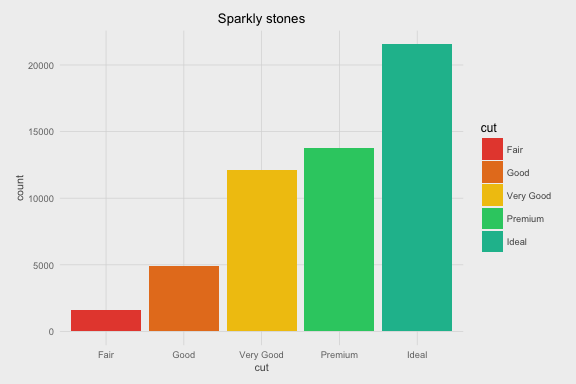 Sparkly stones
count
20000
15000
10000
5000
0
Fair
Good
Very Good
Premium
Ideal
cut
cut
Fair
Good
Very Good
Premium
Ideal